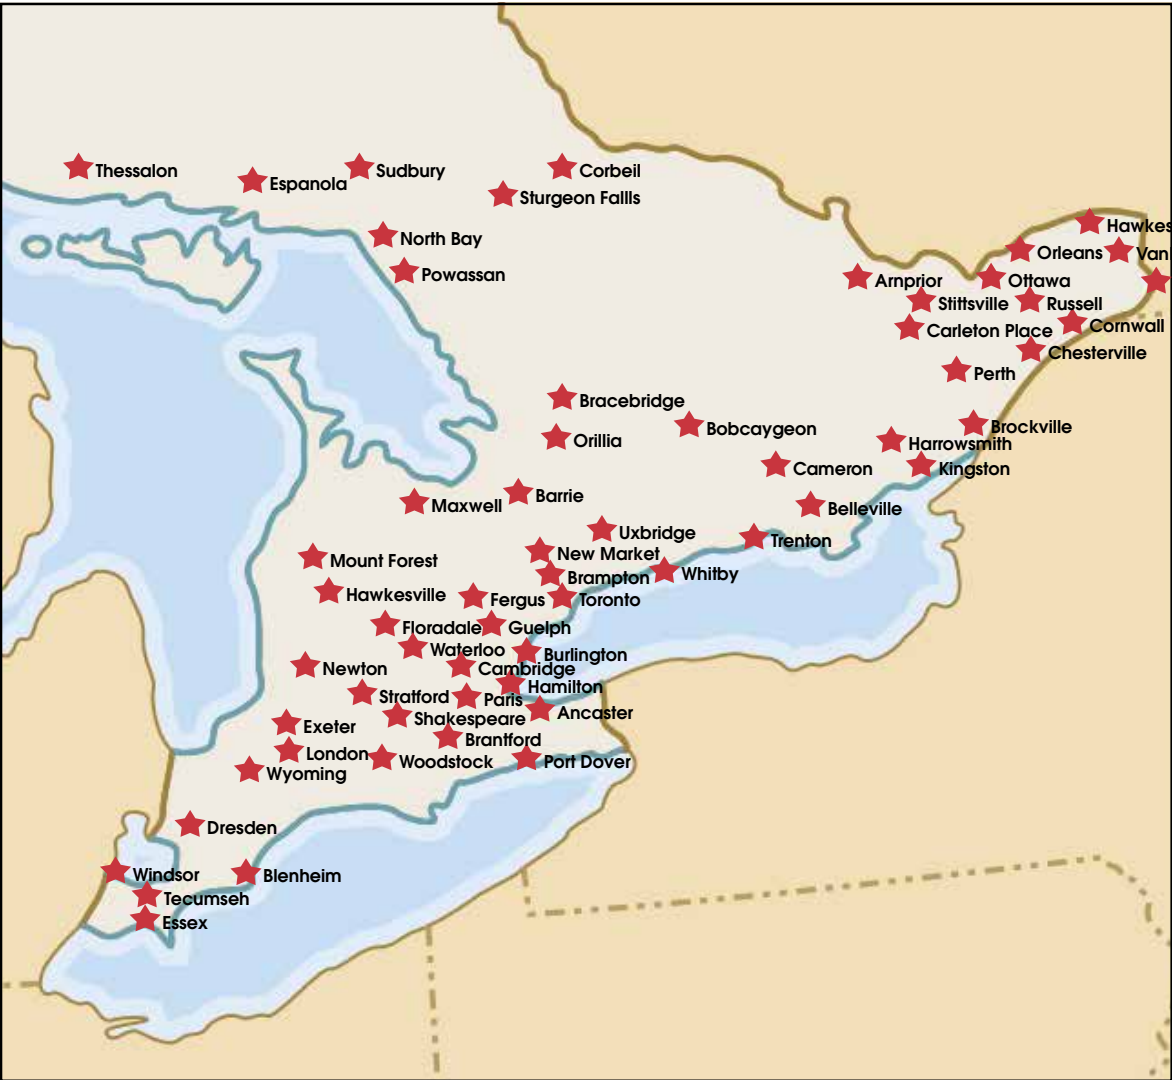 Thessalon
Espanola
Sudbury
Corbeil
Sturgeon Fallls
North Bay
Powassan
Hawkes
Orleans
Van
Arnprior
Ottawa
Stittsville
Russell
Carleton Place
Cornwall
Chesterville
Perth
Bracebridge
Bobcaygeon
Brockville
Orillia
Harrowsmith
Cameron
Kingston
Maxwell
Barrie
Belleville
Uxbridge
Trenton
New Market
Mount Forest
Brampton
Whitby
Hawkesville
Fergus
Toronto
Floradale
Guelph
Waterloo
Burlington
Newton
Cambridge
Hamilton
Stratford
Paris
Shakespeare
Ancaster
Exeter
Brantford
London
Woodstock
Port Dover
Wyoming
Dresden
Windsor
Blenheim
Tecumseh
Essex